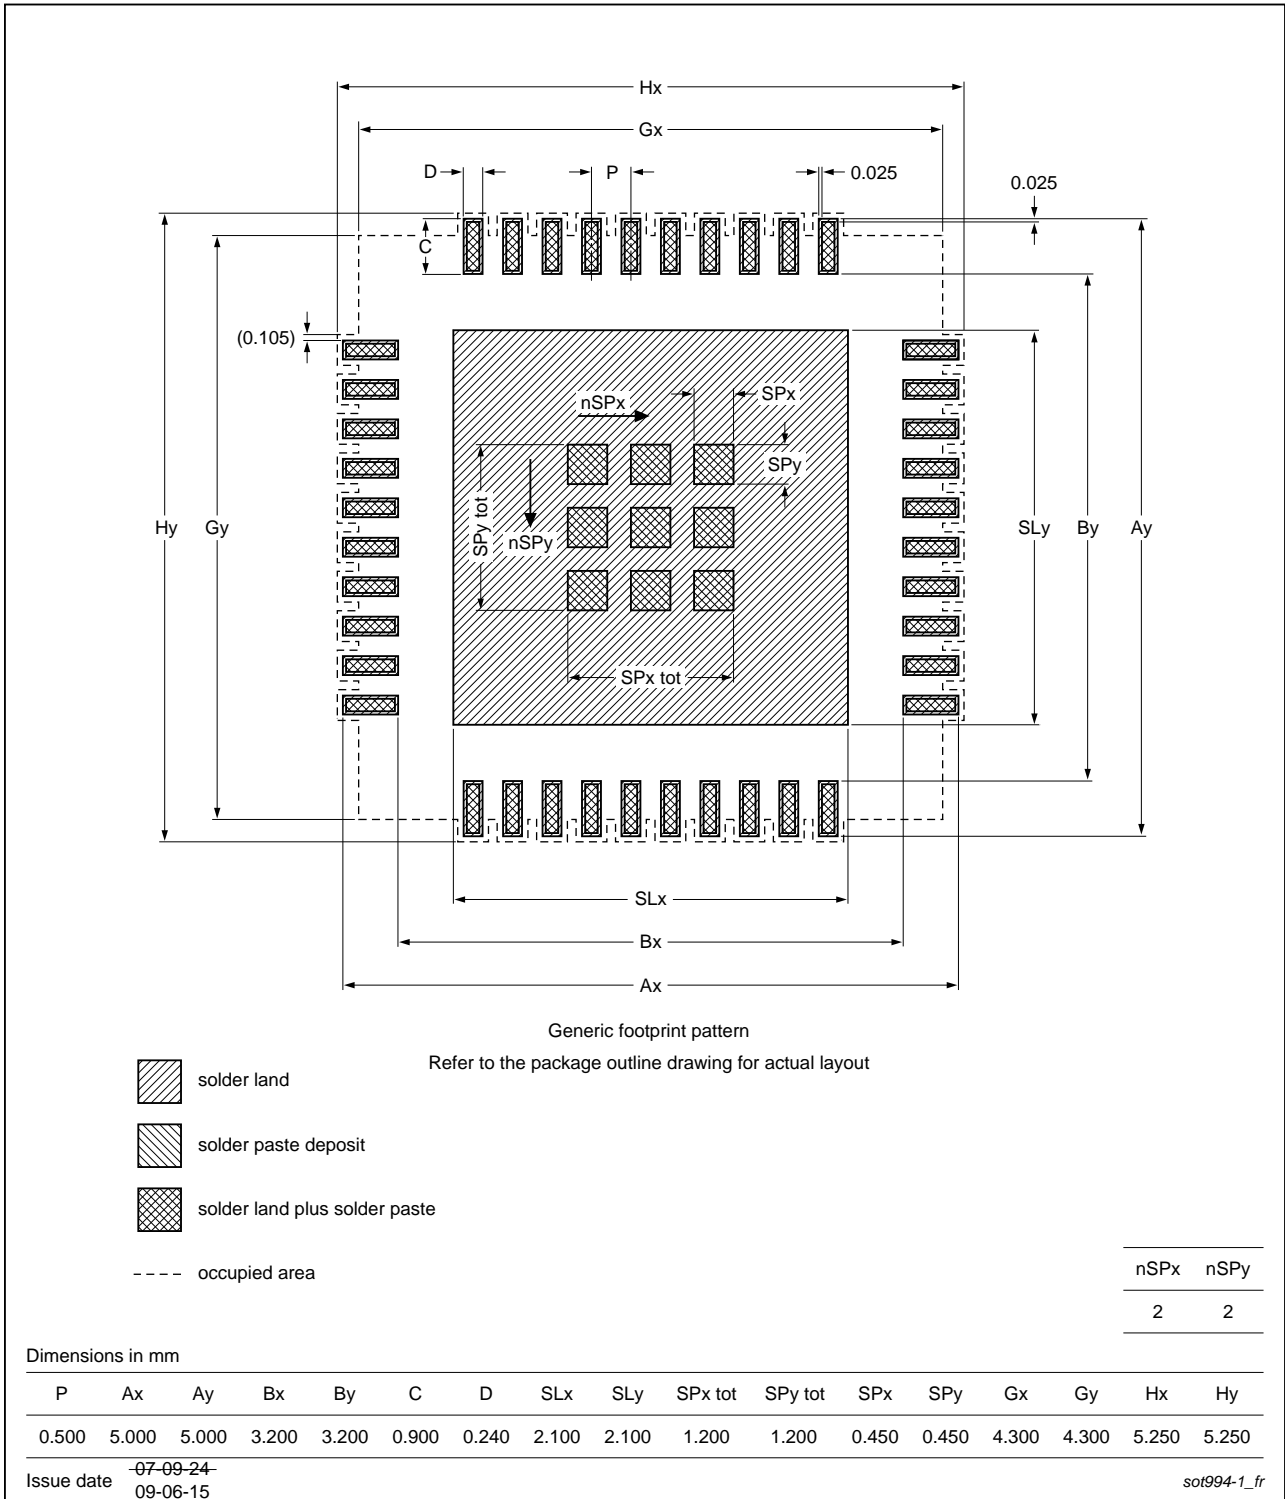 Hx
Gx
D
P
0.025
0.025
C
(0.105)
SPx
nSPx
SPy
SPy tot
nSPy
Hy
Gy
SLy
By
Ay
SPx tot
SLx
Bx
Ax
Generic footprint pattern
Refer to the package outline drawing for actual layout
solder land
solder paste deposit
solder land plus solder paste
occupied area
nSPx nSPy
2 2
Dimensions in mm
P Ax Ay Bx By C D SLx SLy SPx tot SPy tot SPx SPy Gx Gy Hx Hy
0.500 5.000 5.000 3.200 3.200 0.900 0.240 2.100 2.100 1.200 1.200 0.450 0.450 4.300 4.300 5.250 5.250
Issue date 07-09-24
09-06-15
sot994-1_fr